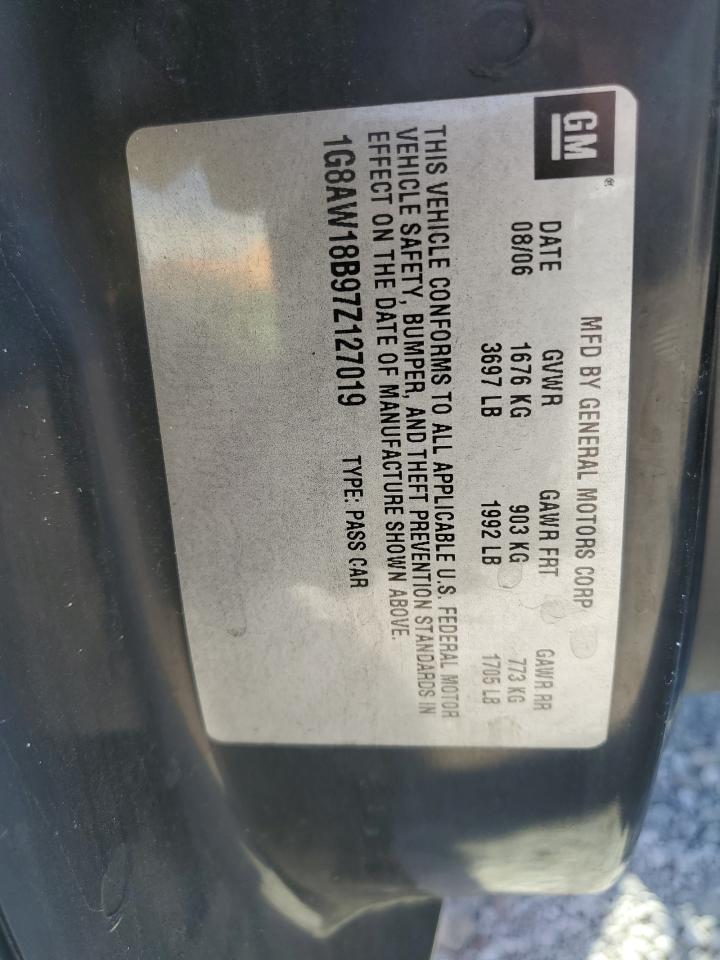 GM®
MFD BY GENERAL MOTORS CORP
DATE GVWR GAWR FRT GAWR RR
08/06 1676 KG 903 KG 773 KG
3697 LB 1992 LB 1705 LB
THIS VEHICLE CONFORMS TO ALL APPLICABLE U.S. FEDERAL MOTOR
VEHICLE SAFETY, BUMPER, AND THEFT PREVENTION STANDARDS IN
EFFECT ON THE DATE OF MANUFACTURE SHOWN ABOVE.
1G8AW18B97Z127019 TYPE: PASS CAR